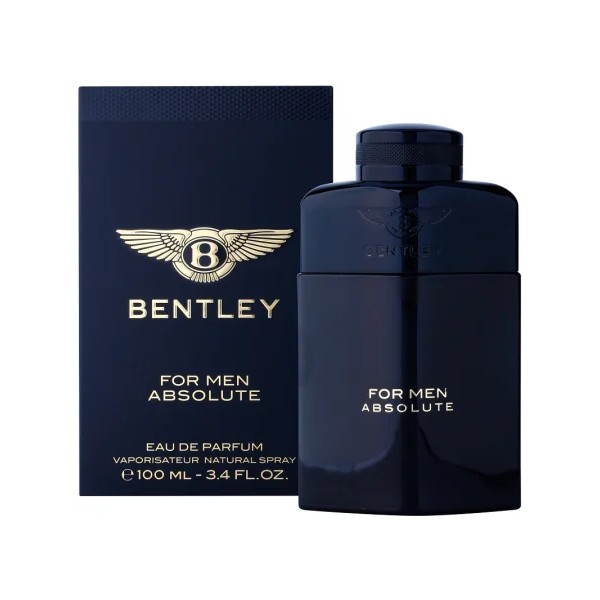 B
BENTLEY
FOR MEN
ABSOLUTE
EAU DE PARFUM
VAPORISATEUR NATURAL SPRAY
℮ 100 ML - 3.4 FL.OZ.
BENTLEY
FOR MEN
ABSOLUTE